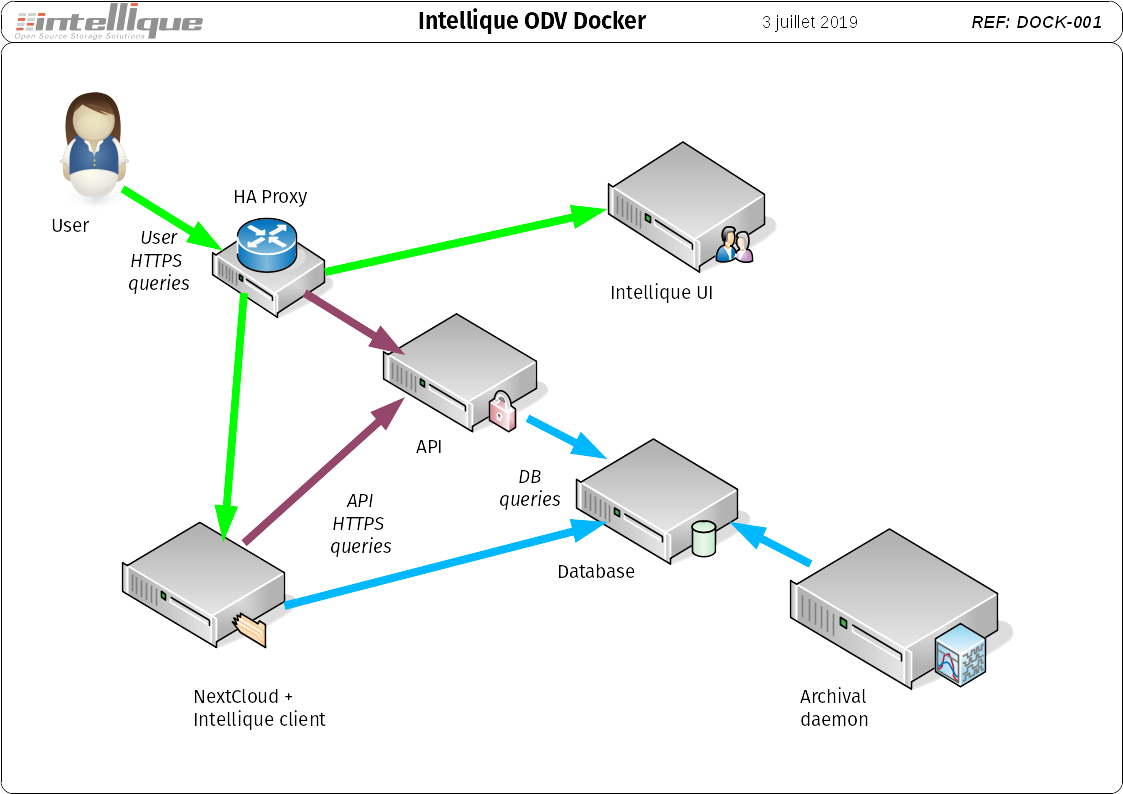 intellique
Open Source Storage Solutions
Intellique ODV Docker
3 juillet 2019
REF: DOCK-001
User
HA Proxy
User
HTTPS
queries
Intellique UI
API
DB
queries
API
HTTPS
queries
Database
NextCloud +
Intellique client
Archival
daemon